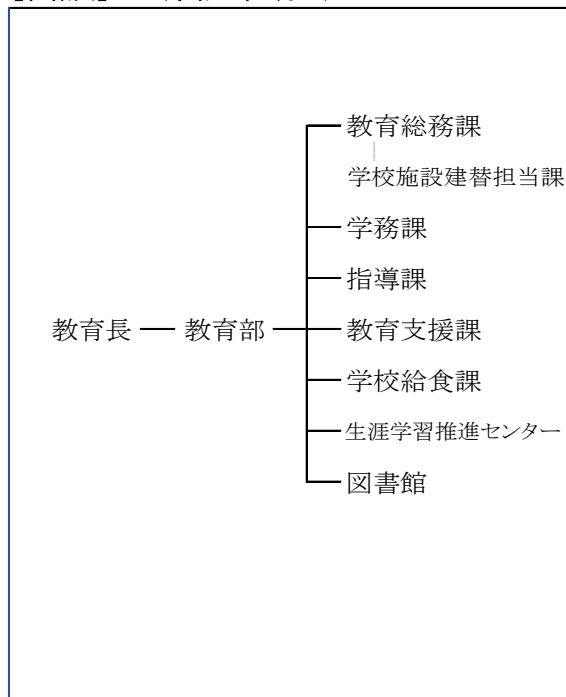 教育総務課
学校施設建替担当課
学務課
指導課
教育長 教育部 教育支援課
学校給食課
生涯学習推進センター
図書館